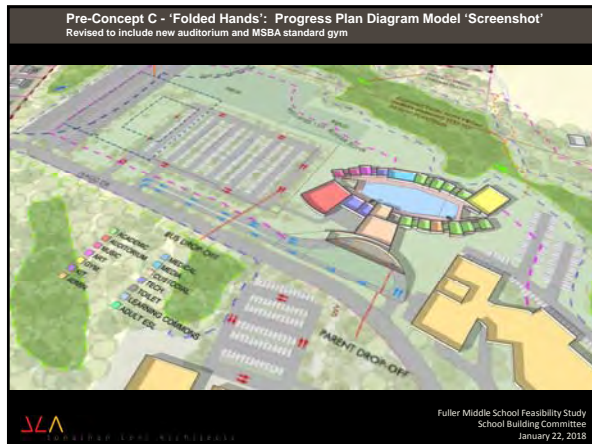 Pre-Concept C - 'Folded Hands': Progress Plan Diagram Model 'Screenshot'
Revised to include new auditorium and MSBA standard gym
BUS DROP-OFF
ACADEMIC
AUDITORIUM
MUSIC
ART
GYM
ADMIN
MEDICAL
MEDIA
CUSTODIAL
TECH
TOILET
LEARNING COMMONS
ADULT ESL
PARENT DROP-OFF
JLA
Fuller Middle School Feasibility Study
School Building Committee
January 22, 2018